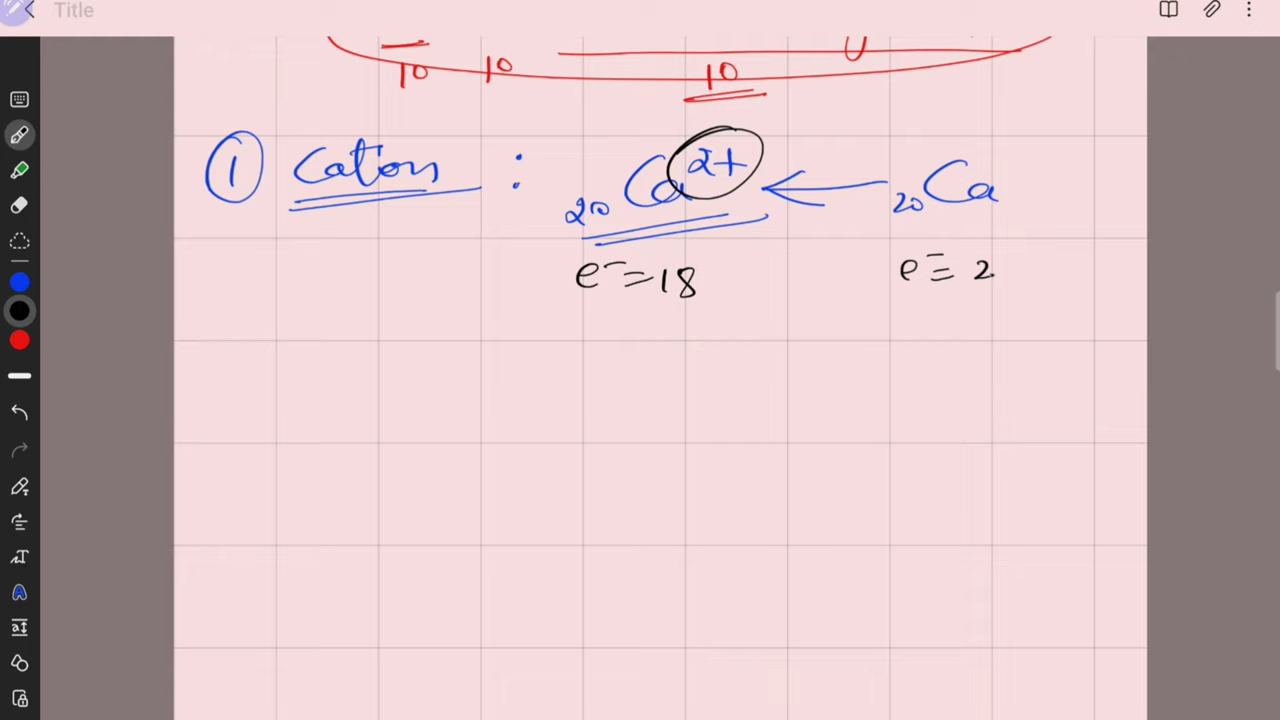 Title
10 10 10
① Cation : ₂₀Ca²⁺ ← ₂₀Ca
e⁻ = 18 e⁻ = 2